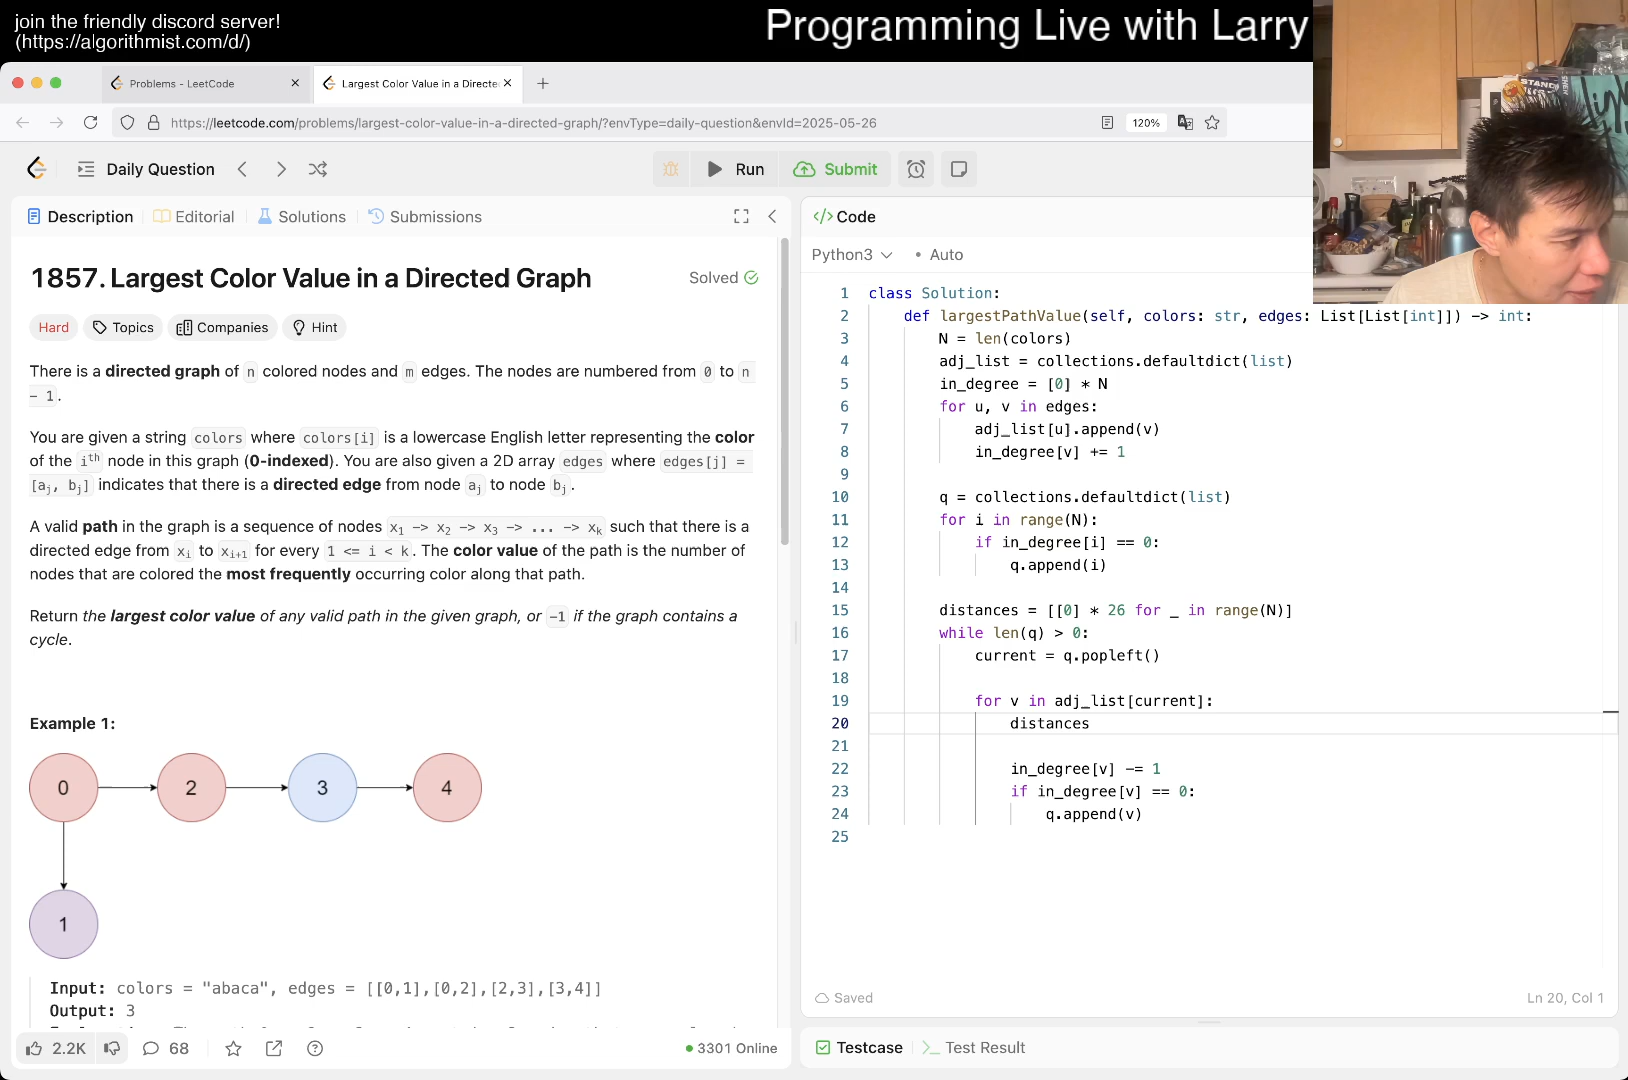 join the friendly discord server!
(https://algorithmist.com/d/)
Programming Live with Larry
Problems - LeetCode
Largest Color Value in a Directe
https://leetcode.com/problems/largest-color-value-in-a-directed-graph/?envType=daily-question&envId=2025-05-26
120%
Daily Question
Run
Submit
Description
Editorial
Solutions
Submissions
1857. Largest Color Value in a Directed Graph
Solved
Hard
Topics
Companies
Hint
There is a directed graph of n colored nodes and m edges. The nodes are numbered from 0 to n
- 1.
You are given a string colors where colors[i] is a lowercase English letter representing the color
of the ith node in this graph (0-indexed). You are also given a 2D array edges where edges[j] =
[aj, bj] indicates that there is a directed edge from node aj to node bj.
A valid path in the graph is a sequence of nodes x1 -> x2 -> x3 -> ... -> xk such that there is a
directed edge from xi to xi+1 for every 1 <= i < k. The color value of the path is the number of
nodes that are colored the most frequently occurring color along that path.
Return the largest color value of any valid path in the given graph, or -1 if the graph contains a
cycle.
Example 1:
0
2
3
4
1
Input: colors = "abaca", edges = [[0,1],[0,2],[2,3],[3,4]]
Output: 3
2.2K
68
3301 Online
</> Code
Python3
• Auto
1 class Solution:
2 def largestPathValue(self, colors: str, edges: List[List[int]]) -> int:
3 N = len(colors)
4 adj_list = collections.defaultdict(list)
5 in_degree = [0] * N
6 for u, v in edges:
7 adj_list[u].append(v)
8 in_degree[v] += 1
9
10 q = collections.defaultdict(list)
11 for i in range(N):
12 if in_degree[i] == 0:
13 q.append(i)
14
15 distances = [[0] * 26 for _ in range(N)]
16 while len(q) > 0:
17 current = q.popleft()
18
19 for v in adj_list[current]:
20 distances
21
22 in_degree[v] -= 1
23 if in_degree[v] == 0:
24 q.append(v)
25
Saved
Ln 20, Col 1
Testcase
Test Result